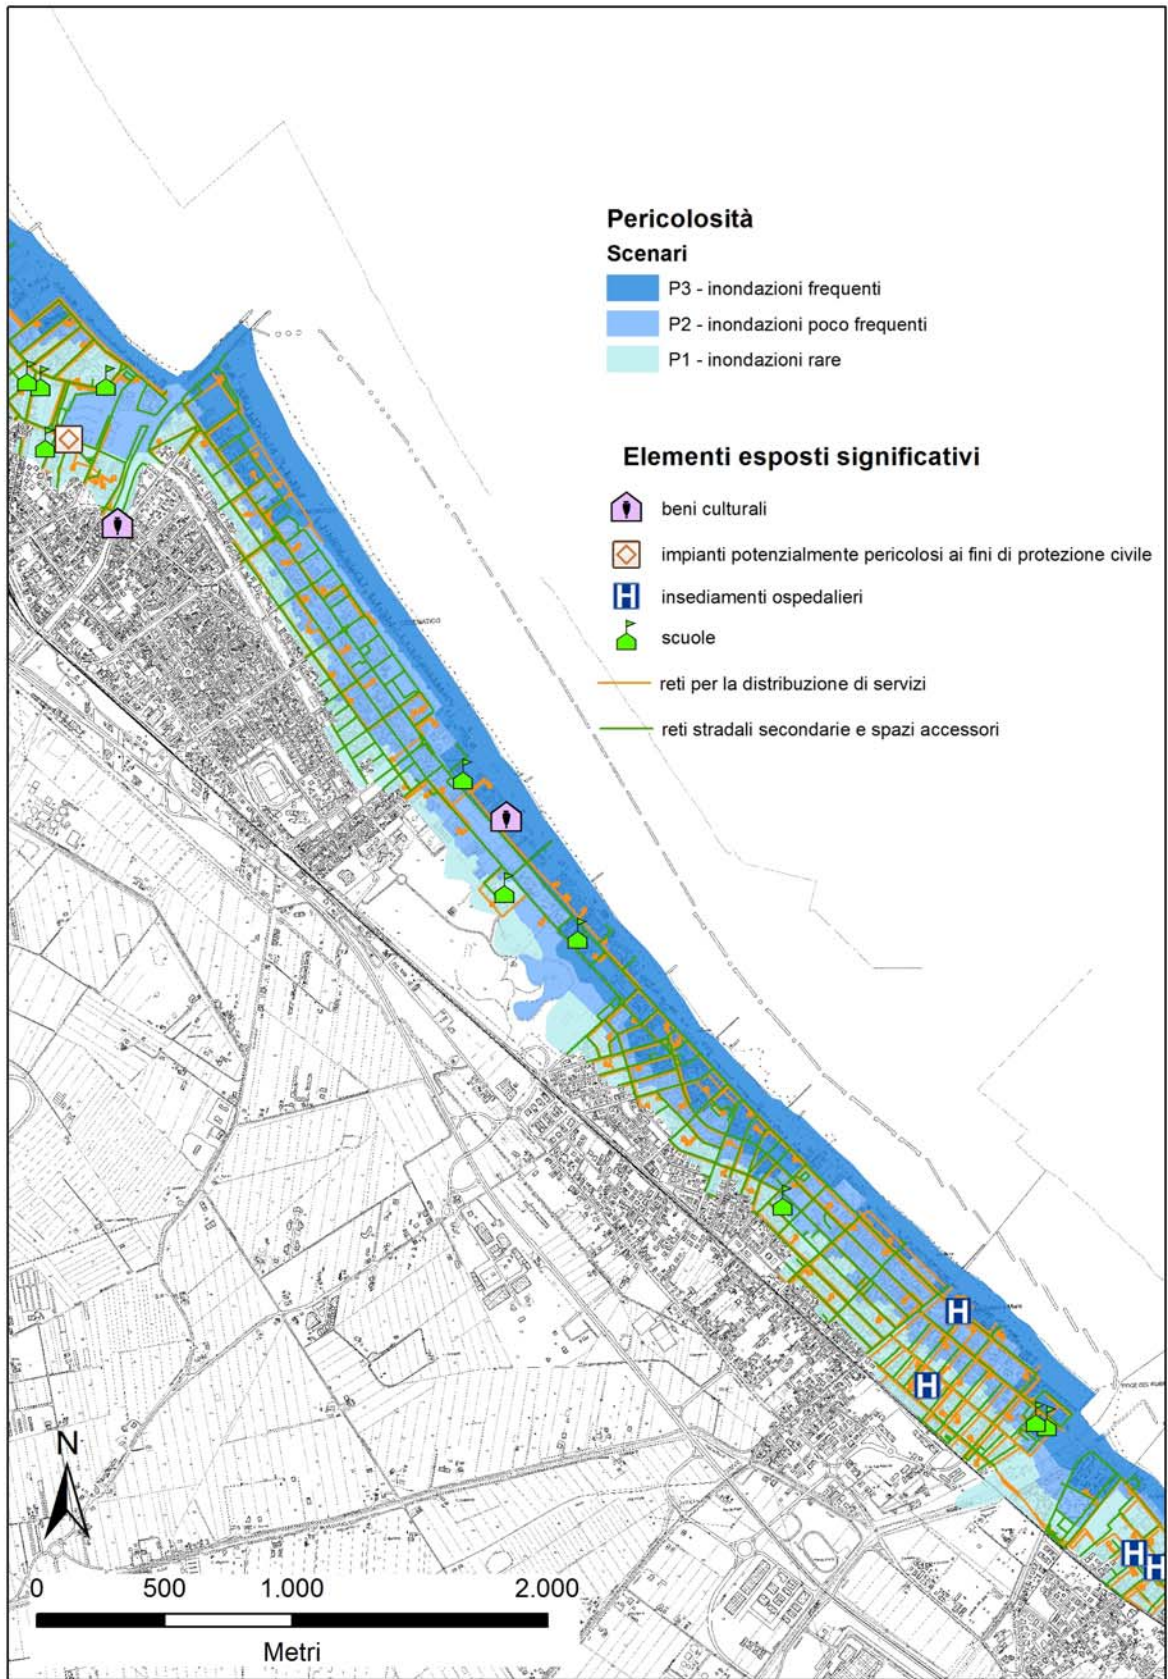 Pericolosità
Scenari
P3 - inondazioni frequenti
P2 - inondazioni poco frequenti
P1 - inondazioni rare
Elementi esposti significativi
beni culturali
impianti potenzialmente pericolosi ai fini di protezione civile
H insediamenti ospedalieri
scuole
reti per la distribuzione di servizi
reti stradali secondarie e spazi accessori
H
H
H
H
N
0 500 1.000 2.000
Metri